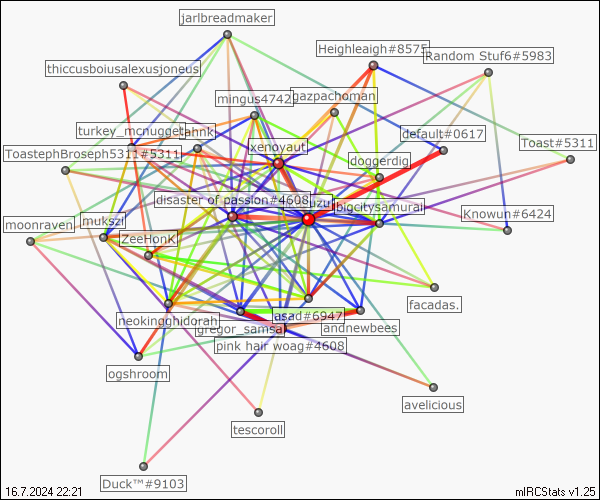 jarlbreadmaker
Heighleaigh#8575
Random Stuf6#5983
thiccusboiusalexusjoneus
mingus4742
gazpachoman
turkey_mcnugget
ahnk
default#0617
xenoyaut
Toast#5311
ToastephBroseph5311#5311
doggerdig
disaster of passion#4608
bigcitysamurai
moonraven
mukszi
Knowun#6424
ZeeHonK
facadas.
neokingghidorah
asad#6947
gregor_samsa
andnewbees
pink hair woag#4608
ogshroom
avelicious
tescoroll
Duck™#9103
16.7.2024 22:21
mIRCStats v1.25